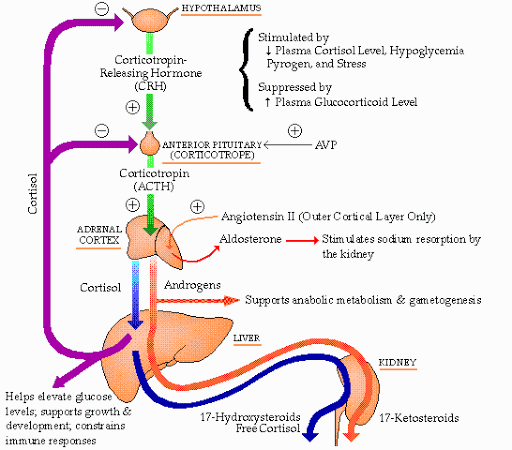 HYPOTHALAMUS
Stimulated by
↓ Plasma Cortisol Level, Hypoglycemia
Pyrogen, and Stress
Suppressed by
↑ Plasma Glucocorticoid Level
Corticotropin-
Releasing Hormone
(CRH)
ANTERIOR PITUITARY
(CORTICOTROPE)
AVP
Corticotropin
(ACTH)
Cortisol
Angiotensin II (Outer Cortical Layer Only)
ADRENAL
CORTEX
Aldosterone
Stimulates sodium resorption by
the kidney
Cortisol
Androgens
Supports anabolic metabolism & gametogenesis
LIVER
KIDNEY
Helps elevate glucose
levels; supports growth &
development; constrains
immune responses
17-Hydroxysteroids
Free Cortisol
17-Ketosteroids